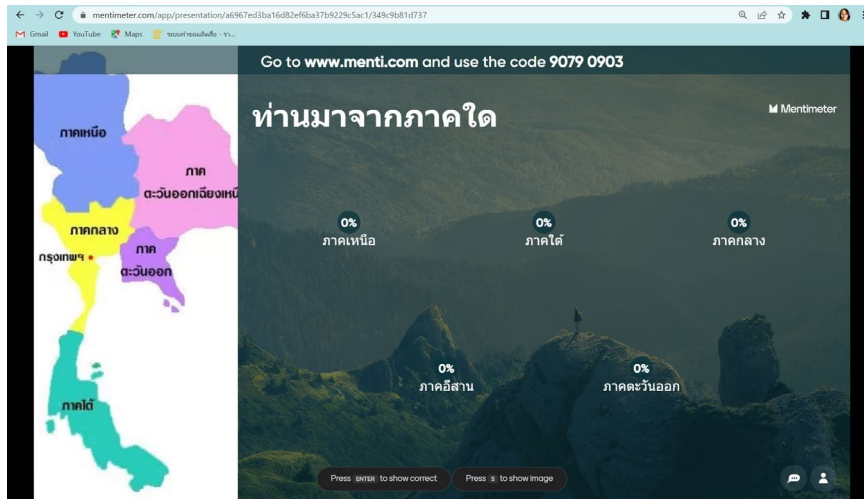 mentimeter.com/app/presentation/a6967ed3ba16d82ef6ba37b9229c5ac1/349c9b81d737
Gmail YouTube Maps
Go to www.menti.com and use the code 9079 0903
ท่านมาจากภาคใด
Mentimeter
ภาคเหนือ
ภาค
ตะวันออกเฉียงเหนื
ภาคกลาง
กรุงเทพฯ
ภาค
ตะวันออก
ภาคใต้
0% 0% 0%
ภาคเหนือ ภาคใต้ ภาคกลาง
0% 0%
ภาคอีสาน ภาคตะวันออก
Press ENTER to show correct Press S to show image